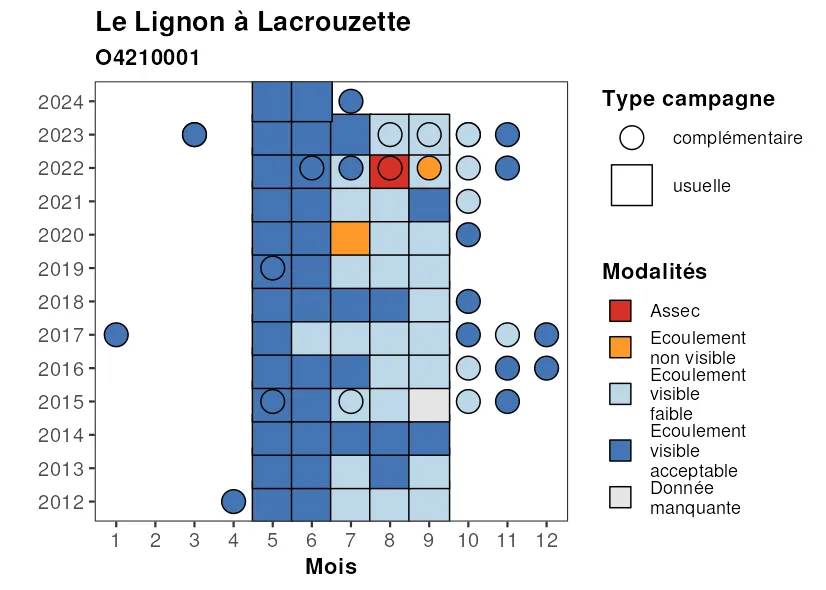 Le Lignon à Lacrouzette
O4210001
2024
2023
2022
2021
2020
2019
2018
2017
2016
2015
2014
2013
2012
1 2 3 4 5 6 7 8 9 10 11 12
Mois
Type campagne
complémentaire
usuelle
Modalités
Assec
Ecoulement
non visible
Ecoulement
visible
faible
Ecoulement
visible
acceptable
Donnée
manquante